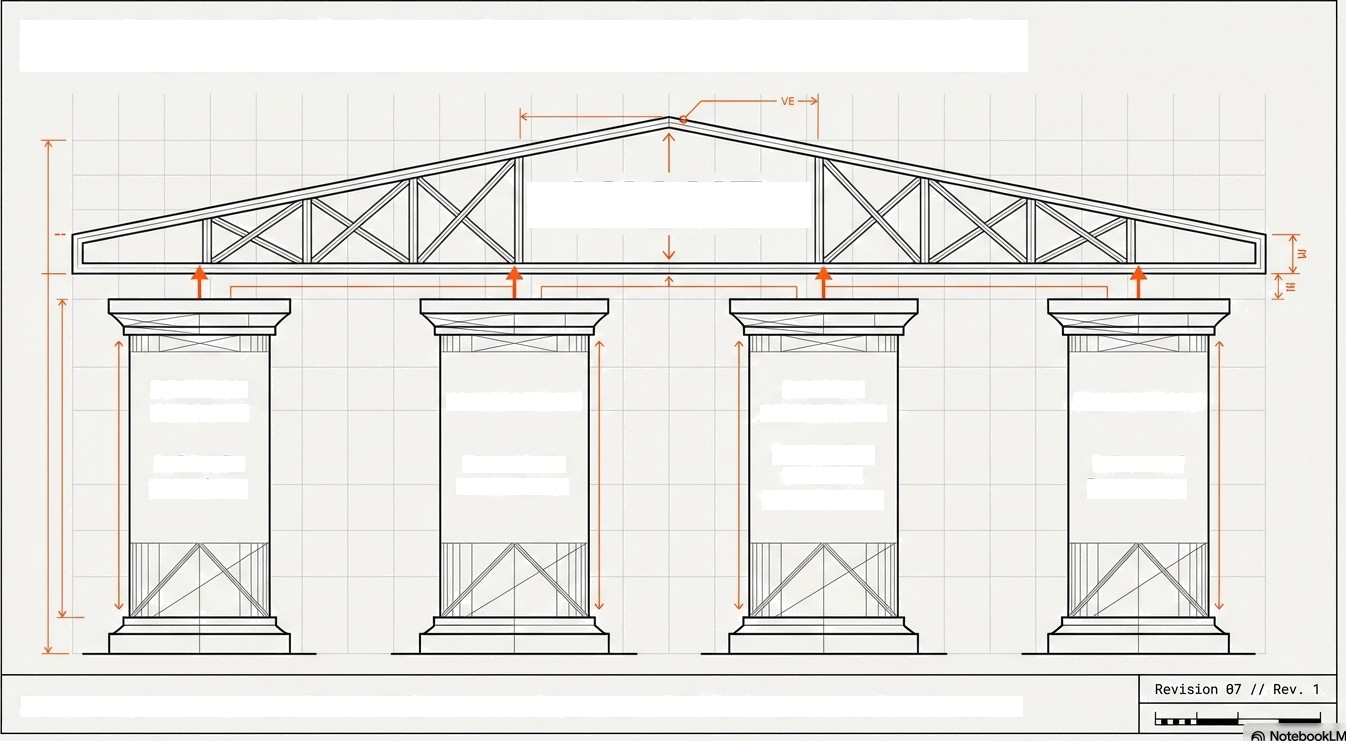 VE
Revision 07 // Rev. 1
NotebookLM